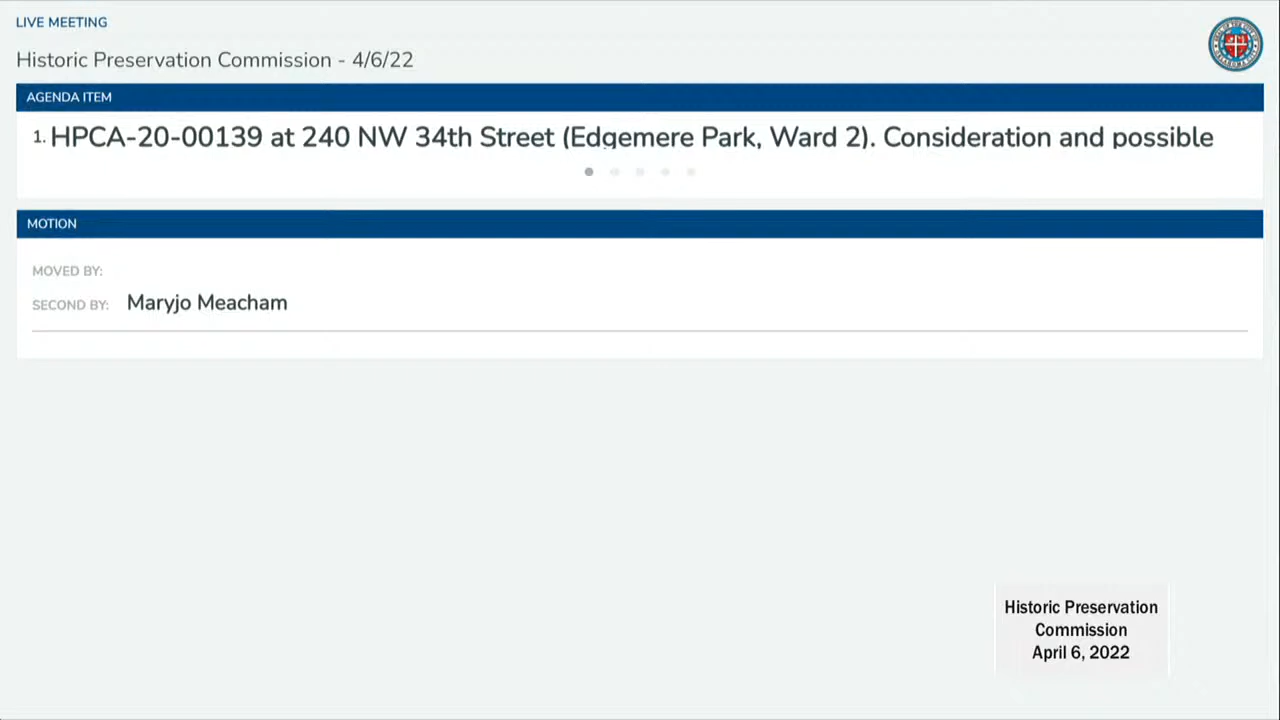 LIVE MEETING
Historic Preservation Commission - 4/6/22
AGENDA ITEM
1. HPCA-20-00139 at 240 NW 34th Street (Edgemere Park, Ward 2). Consideration and possible
MOTION
MOVED BY:
SECOND BY: Maryjo Meacham
Historic Preservation
Commission
April 6, 2022